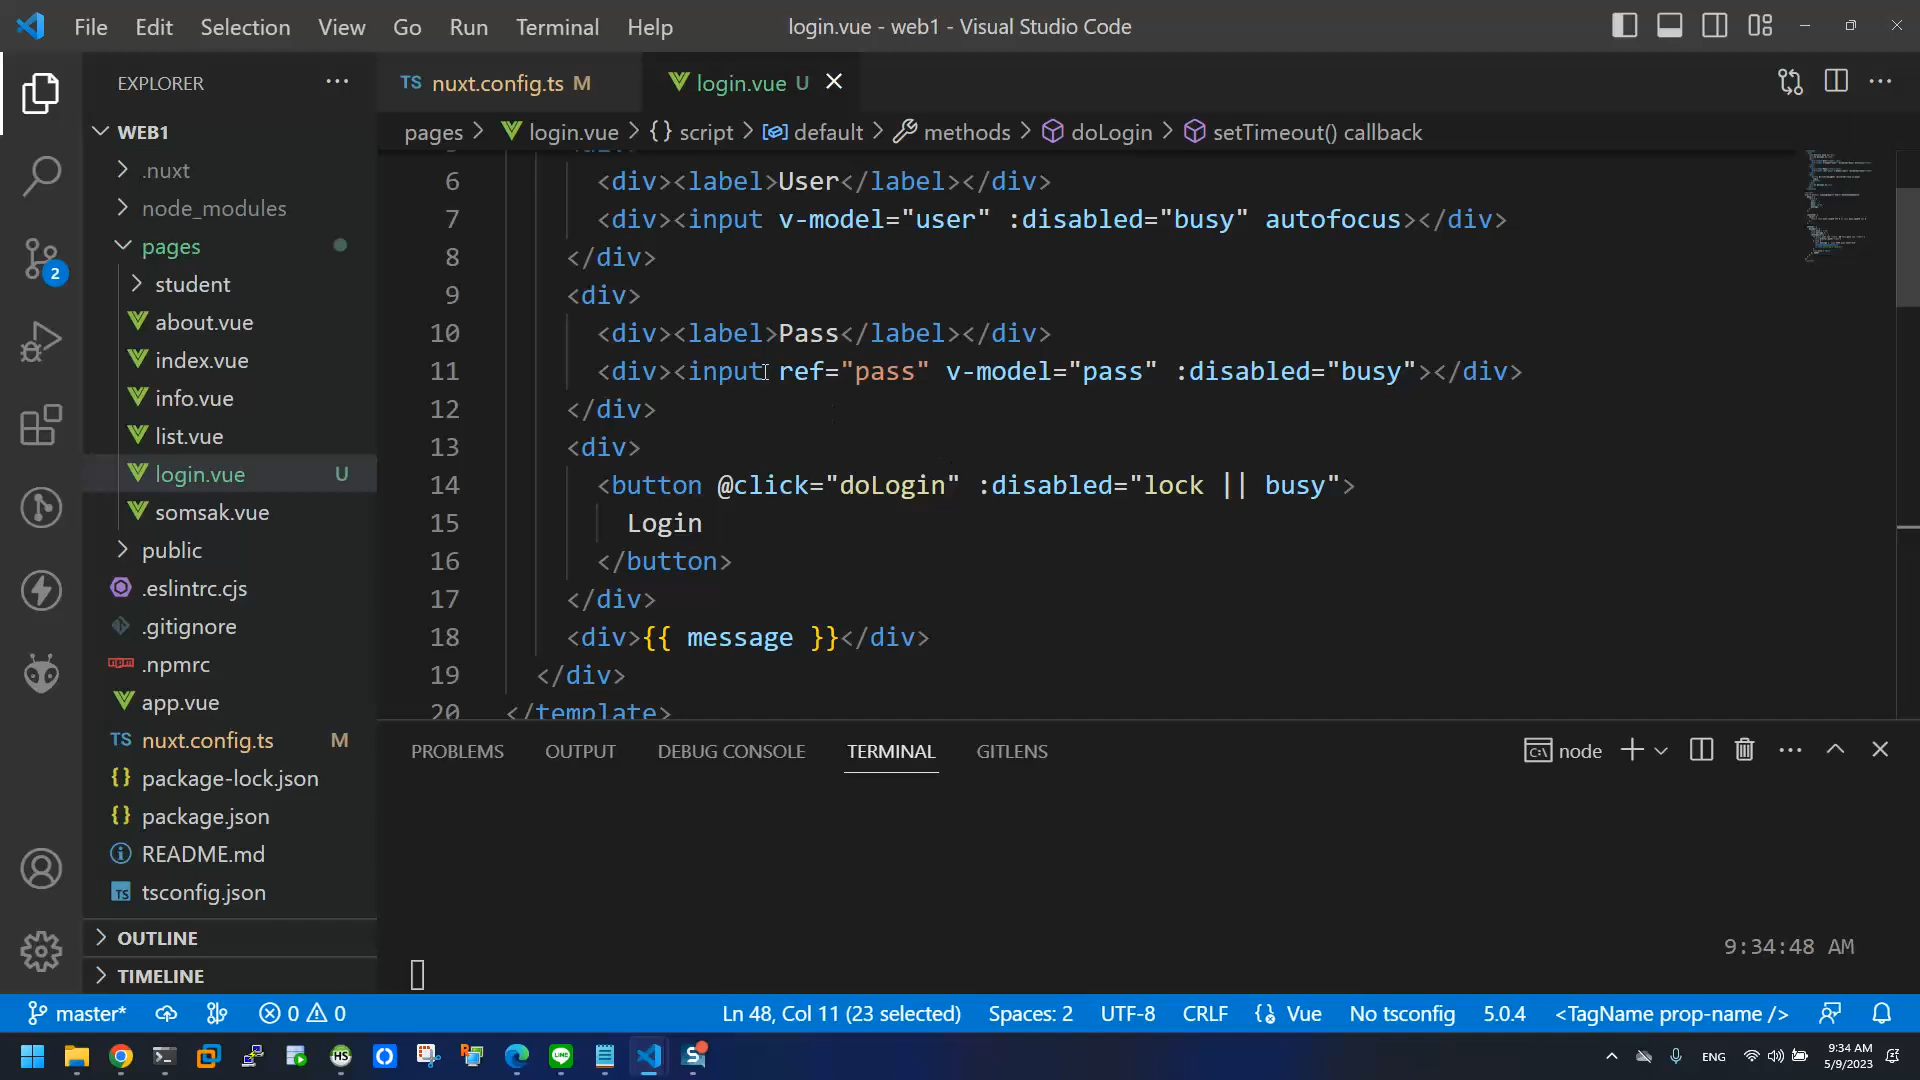 File Edit Selection View Go Run Terminal Help login.vue - web1 - Visual Studio Code
EXPLORER
TS nuxt.config.ts M login.vue U
pages login.vue {} script default methods doLogin setTimeout() callback
WEB1
.nuxt
node_modules
pages
student
about.vue
index.vue
info.vue
list.vue
login.vue U
somsak.vue
public
.eslintrc.cjs
.gitignore
.npmrc
app.vue
TS nuxt.config.ts M
{} package-lock.json
{} package.json
README.md
TS tsconfig.json
OUTLINE
TIMELINE
2
6 <div><label>User</label></div>
7 <div><input v-model="user" :disabled="busy" autofocus></div>
8 </div>
9 <div>
10 <div><label>Pass</label></div>
11 <div><input ref="pass" v-model="pass" :disabled="busy"></div>
12 </div>
13 <div>
14 <button @click="doLogin" :disabled="lock || busy">
15 Login
16 </button>
17 </div>
18 <div>{{ message }}</div>
19 </div>
20 </template>
PROBLEMS OUTPUT DEBUG CONSOLE TERMINAL GITLENS node
9:34:48 AM
master* 0 0 Ln 48, Col 11 (23 selected) Spaces: 2 UTF-8 CRLF {} Vue No tsconfig 5.0.4 <TagName prop-name />
HS ENG 9:34 AM
5/9/2023